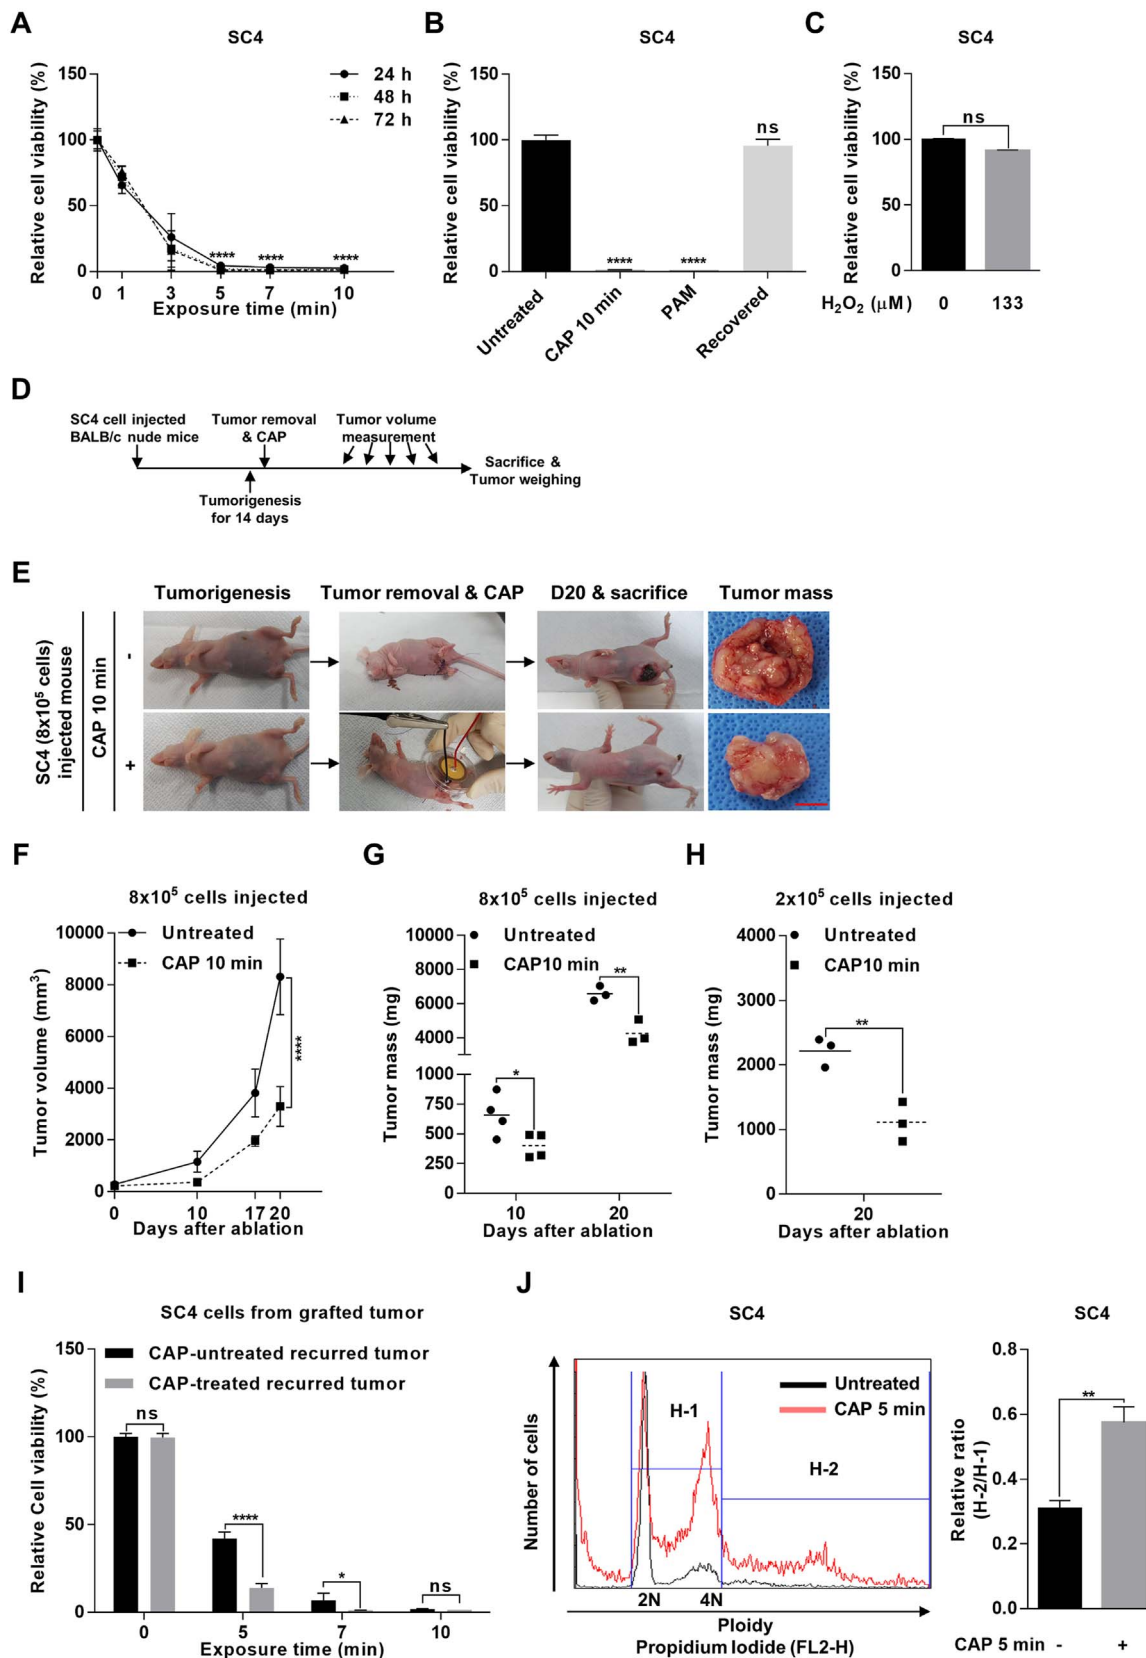 A
SC4
Relative cell viability (%)
150
100
50
0
24 h
48 h
72 h
****
****
****
0
1
3
5
7
10
Exposure time (min)
B
SC4
Relative cell viability (%)
150
100
50
0
****
****
ns
Untreated
CAP 10 min
PAM
Recovered
C
SC4
Relative cell viability (%)
150
100
50
0
ns
H₂O₂ (μM)
0
133
D
SC4 cell injected
BALB/c nude mice
Tumor removal
& CAP
Tumor volume
measurement
Sacrifice &
Tumor weighing
Tumorigenesis
for 14 days
E
Tumorigenesis
Tumor removal & CAP
D20 & sacrifice
Tumor mass
SC4 (8x10⁵ cells)
injected mouse
CAP 10 min
-
+
F
8x10⁵ cells injected
Untreated
CAP 10 min
Tumor volume (mm³)
10000
8000
6000
4000
2000
0
****
0
10
17
20
Days after ablation
G
8x10⁵ cells injected
Untreated
CAP10 min
Tumor mass (mg)
10000
8000
6000
4000
1000
750
500
250
0
*
**
10
20
Days after ablation
H
2x10⁵ cells injected
Untreated
CAP10 min
Tumor mass (mg)
4000
3000
2000
1000
0
**
20
Days after ablation
I
SC4 cells from grafted tumor
CAP-untreated recurred tumor
CAP-treated recurred tumor
Relative Cell viability (%)
150
100
50
0
ns
****
*
ns
0
5
7
10
Exposure time (min)
J
SC4
Number of cells
Untreated
CAP 5 min
H-1
H-2
2N
4N
Ploidy
Propidium Iodide (FL2-H)
SC4
Relative ratio
(H-2/H-1)
0.8
0.6
0.4
0.2
0.0
**
CAP 5 min
-
+